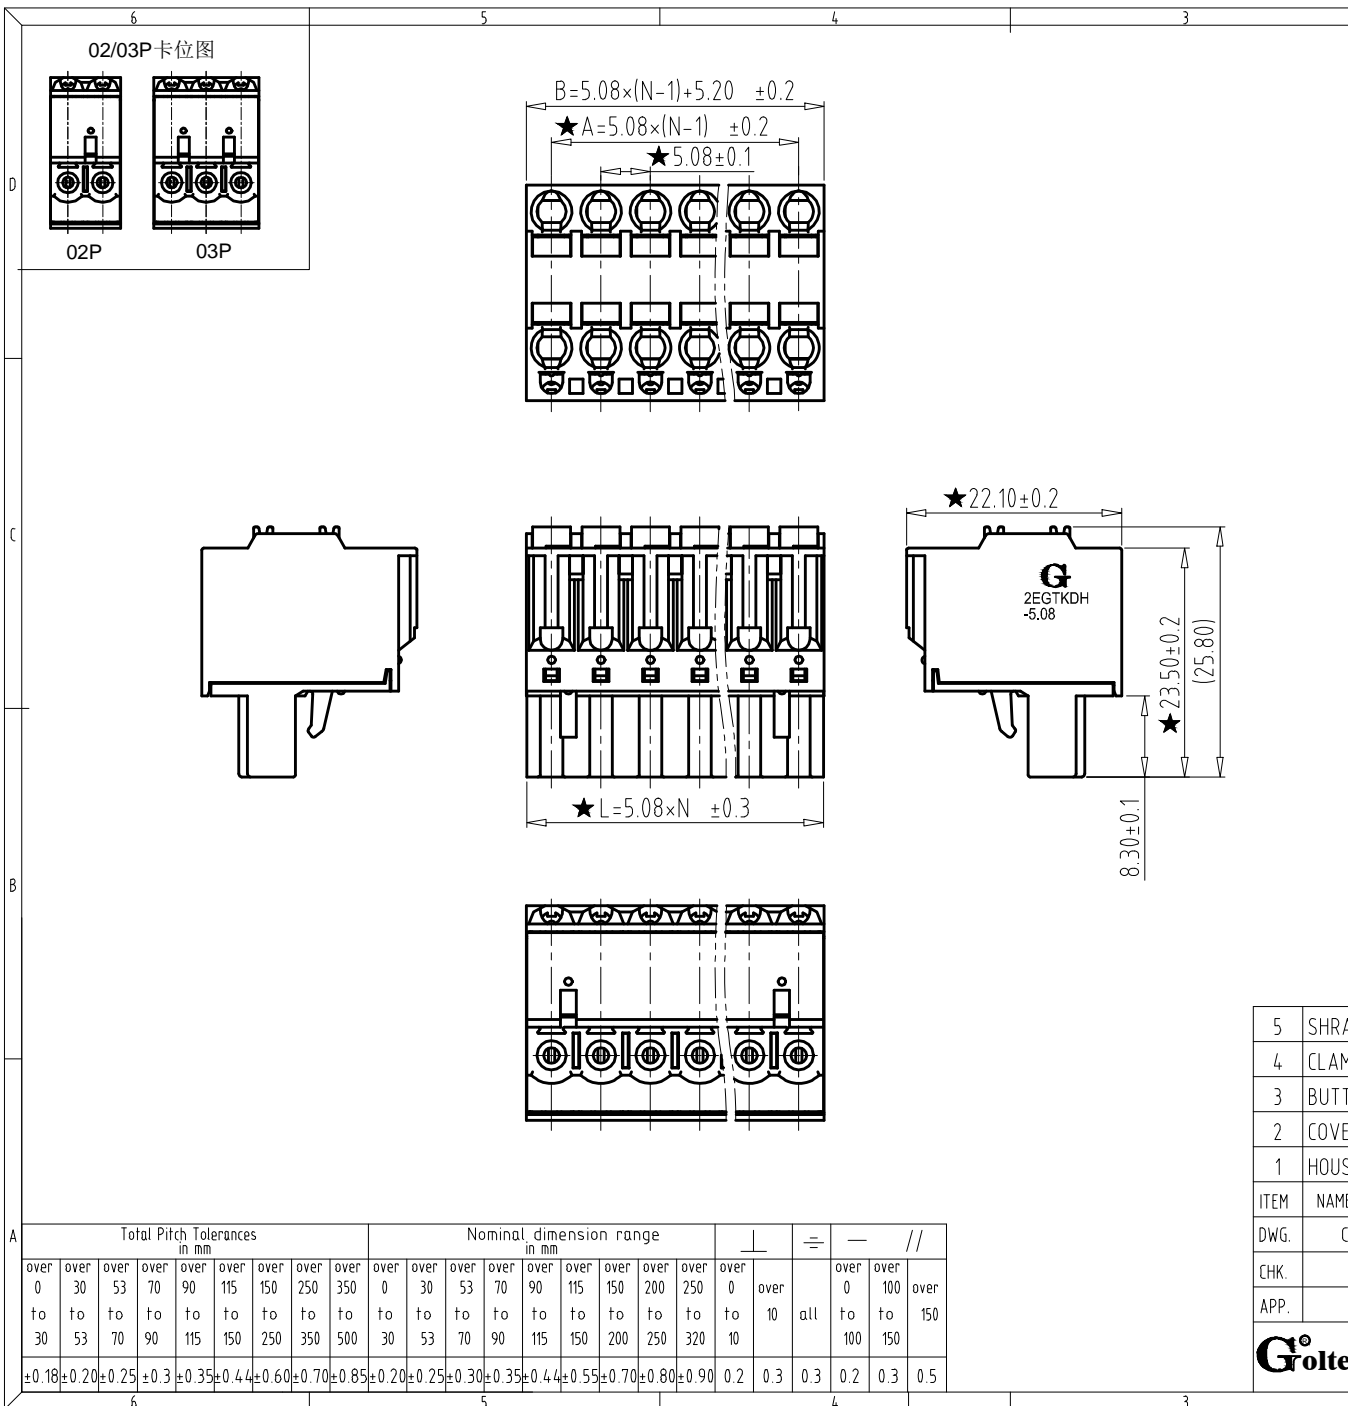 6 5 4 3
02/03P卡位图
02P 03P
B=5.08×(N-1)+5.20 ±0.2
★A=5.08×(N-1) ±0.2
★5.08±0.1
D
C
B
A
★22.10±0.2
G
2EGTKDH
-5.08
★23.50±0.2
(25.80)
8.30±0.1
★L=5.08×N ±0.3
5 SHRA
4 CLAM
3 BUTT
2 COVE
1 HOUS
ITEM NAME
DWG. C
CHK.
APP.
G®olte
Total Pitch Tolerances in mm
Nominal dimension range in mm
⊥ ⌯ — //
over 0 to 30 over 30 to 53 over 53 to 70 over 70 to 90 over 90 to 115 over 115 to 150 over 150 to 250 over 250 to 350 over 350 to 500 over 0 to 30 over 30 to 53 over 53 to 70 over 70 to 90 over 90 to 115 over 115 to 150 over 150 to 200 over 200 to 250 over 250 to 320 over 0 to 10 over 10 all over 0 to 100 over 100 to 150 over 150
±0.18 ±0.20 ±0.25 ±0.3 ±0.35 ±0.44 ±0.60 ±0.70 ±0.85 ±0.20 ±0.25 ±0.30 ±0.35 ±0.44 ±0.55 ±0.70 ±0.80 ±0.90 0.2 0.3 0.3 0.2 0.3 0.5
6 5 4 3